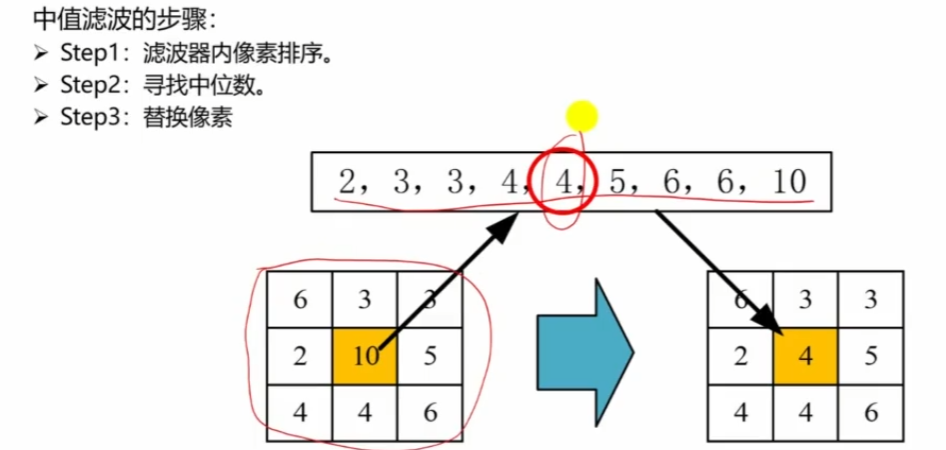 中值滤波的步骤:
➢ Step1: 滤波器内像素排序。
➢ Step2: 寻找中位数。
➢ Step3: 替换像素
2, 3, 3, 4, 4, 5, 6, 6, 10
6 3 3
2 10 5
4 4 6
6 3 3
2 4 5
4 4 6